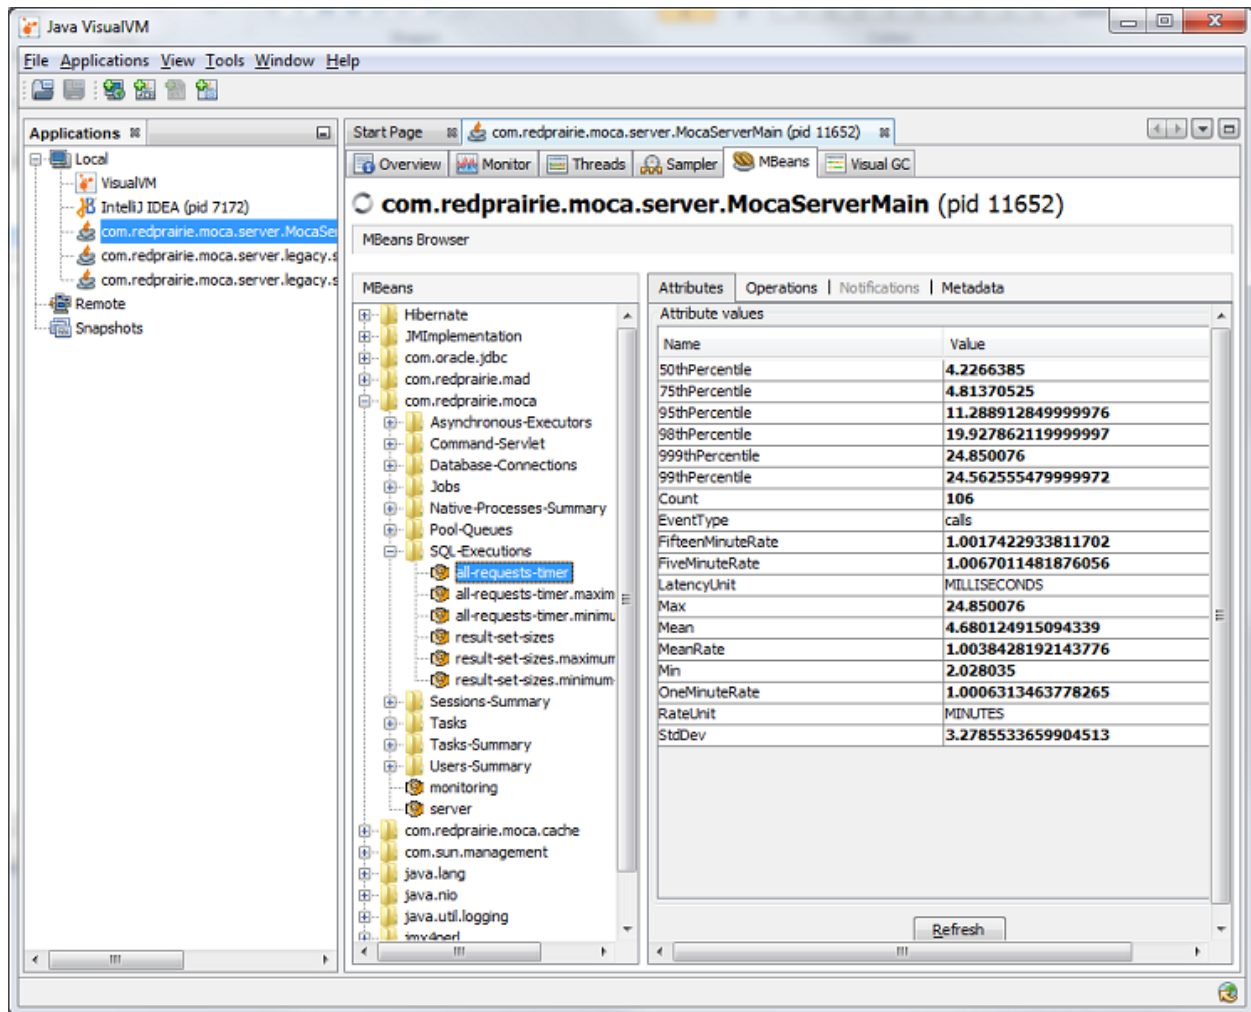 Java VisualVM
File Applications View Tools Window Help
Applications
Local
VisualVM
IntelliJ IDEA (pid 7172)
com.redprairie.moca.server.MocaSer
com.redprairie.moca.server.legacy.s
com.redprairie.moca.server.legacy.s
Remote
Snapshots
Start Page com.redprairie.moca.server.MocaServerMain (pid 11652)
Overview Monitor Threads Sampler MBeans Visual GC
com.redprairie.moca.server.MocaServerMain (pid 11652)
MBeans Browser
MBeans
Hibernate
JMImplementation
com.oracle.jdbc
com.redprairie.mad
com.redprairie.moca
Asynchronous-Executors
Command-Servlet
Database-Connections
Jobs
Native-Processes-Summary
Pool-Queues
SQL-Executions
all-requests-timer
all-requests-timer.maxim
all-requests-timer.minimu
result-set-sizes
result-set-sizes.maximum
result-set-sizes.minimum-
Sessions-Summary
Tasks
Tasks-Summary
Users-Summary
monitoring
server
com.redprairie.moca.cache
com.sun.management
java.lang
java.nio
java.util.logging
jmx4perl
Attributes Operations Notifications Metadata
Attribute values
Name Value
50thPercentile 4.2266385
75thPercentile 4.81370525
95thPercentile 11.288912849999976
98thPercentile 19.927862119999997
999thPercentile 24.850076
99thPercentile 24.562555479999972
Count 106
EventType calls
FifteenMinuteRate 1.0017422933811702
FiveMinuteRate 1.0067011481876056
LatencyUnit MILLISECONDS
Max 24.850076
Mean 4.680124915094339
MeanRate 1.0038428192143776
Min 2.028035
OneMinuteRate 1.0006313463778265
RateUnit MINUTES
StdDev 3.2785533659904513
Refresh